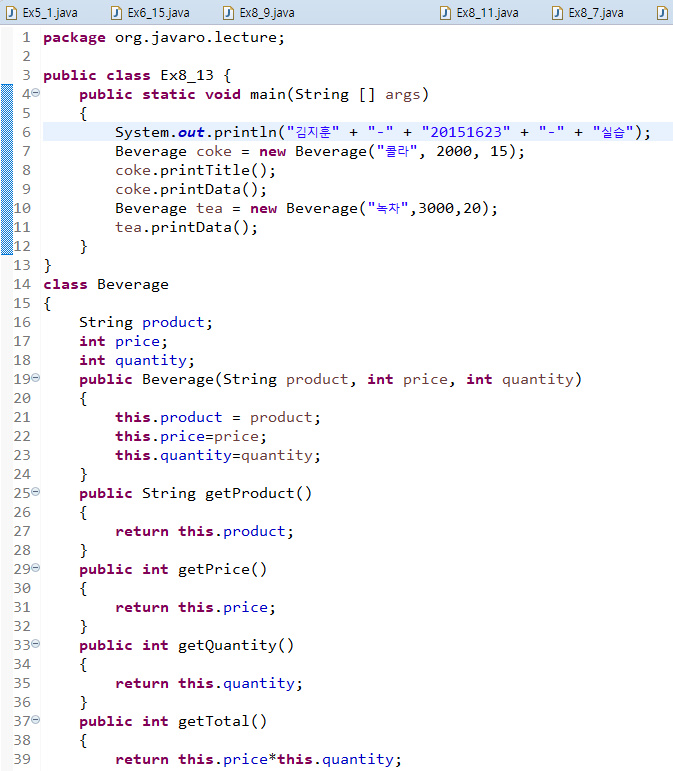 Ex5_1.java Ex6_15.java Ex8_9.java Ex8_11.java Ex8_7.java
1 package org.javaro.lecture;
2
3 public class Ex8_13 {
4 public static void main(String [] args)
5 {
6 System.out.println("김지훈" + "-" + "20151623" + "-" + "실습");
7 Beverage coke = new Beverage("콜라", 2000, 15);
8 coke.printTitle();
9 coke.printData();
10 Beverage tea = new Beverage("녹차",3000,20);
11 tea.printData();
12 }
13 }
14 class Beverage
15 {
16 String product;
17 int price;
18 int quantity;
19 public Beverage(String product, int price, int quantity)
20 {
21 this.product = product;
22 this.price=price;
23 this.quantity=quantity;
24 }
25 public String getProduct()
26 {
27 return this.product;
28 }
29 public int getPrice()
30 {
31 return this.price;
32 }
33 public int getQuantity()
34 {
35 return this.quantity;
36 }
37 public int getTotal()
38 {
39 return this.price*this.quantity;